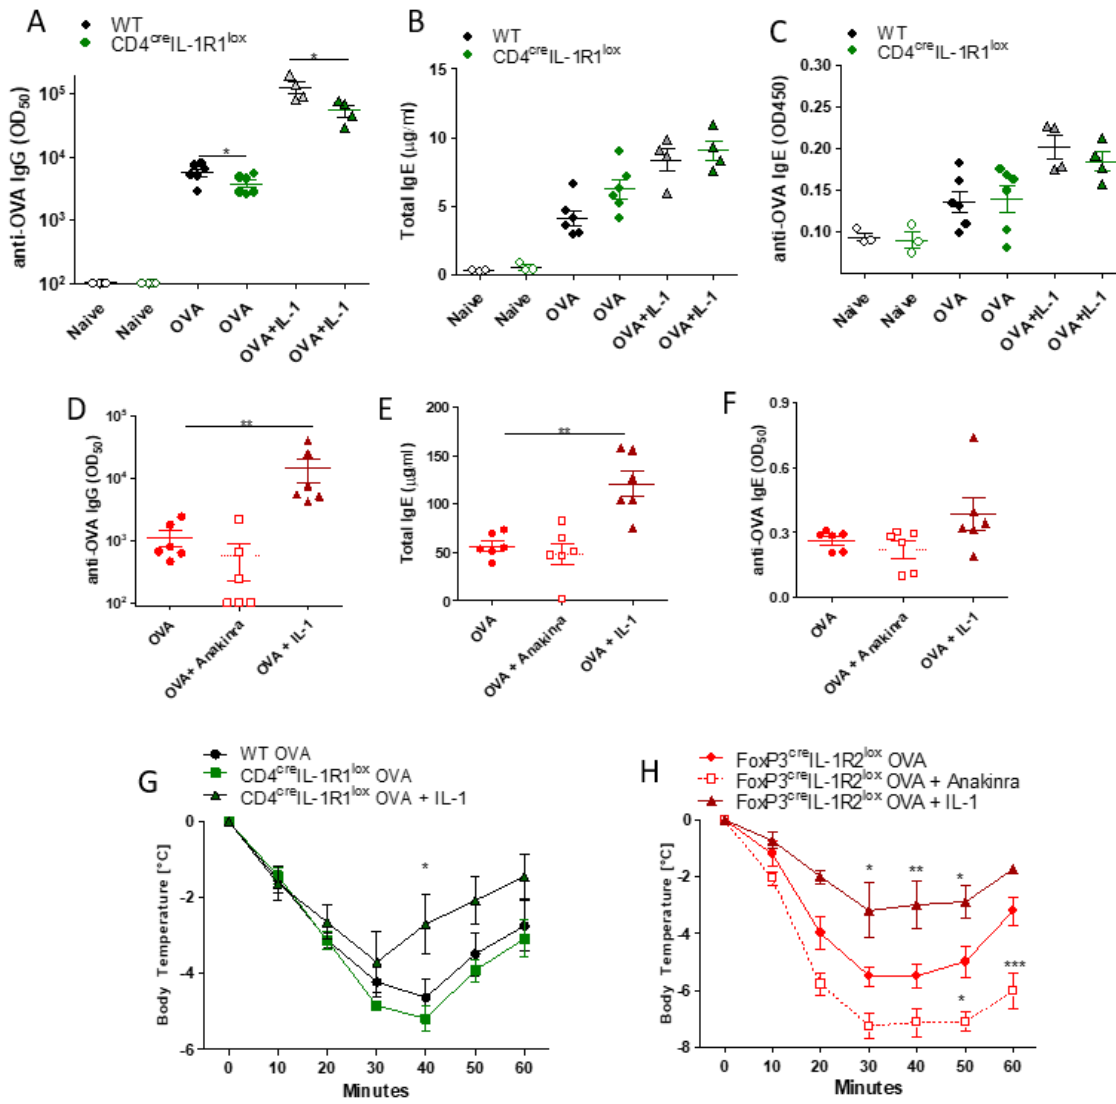 A
WT
CD4creIL-1R1lox
anti-OVA IgG (OD50)
10^5
10^4
10^3
10^2
*
*
Naive
Naive
OVA
OVA
OVA+IL-1
OVA+IL-1
B
WT
CD4creIL-1R1lox
Total IgE (µg/ml)
15
10
5
0
Naive
Naive
OVA
OVA
OVA+IL-1
OVA+IL-1
C
WT
CD4creIL-1R1lox
anti-OVA IgE (OD450)
0.30
0.25
0.20
0.15
0.10
Naive
Naive
OVA
OVA
OVA+IL-1
OVA+IL-1
D
anti-OVA IgG (OD50)
10^5
10^4
10^3
10^2
**
OVA
OVA+ Anakinra
OVA + IL-1
E
Total IgE (µg/ml)
200
150
100
50
0
**
OVA
OVA+ Anakinra
OVA + IL-1
F
anti-OVA IgE (OD50)
0.9
0.6
0.3
0.0
OVA
OVA+ Anakinra
OVA + IL-1
G
WT OVA
CD4creIL-1R1lox OVA
CD4creIL-1R1lox OVA + IL-1
Body Temperature [°C]
0
-2
-4
-6
*
0 10 20 30 40 50 60
Minutes
H
FoxP3creIL-1R2lox OVA
FoxP3creIL-1R2lox OVA + Anakinra
FoxP3creIL-1R2lox OVA + IL-1
Body Temperature [°C]
0
-2
-4
-6
-8
* ** *
* ***
0 10 20 30 40 50 60
Minutes